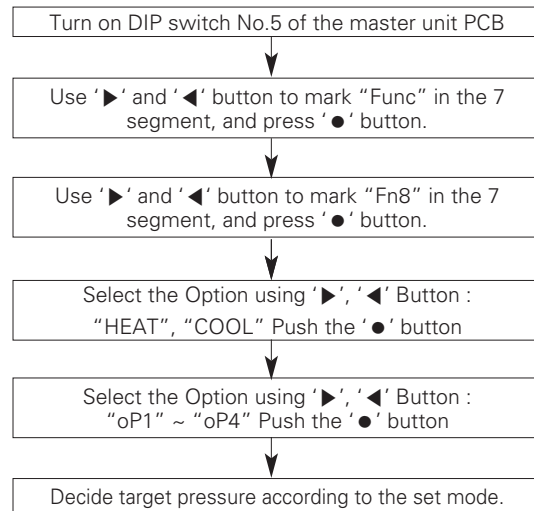 Turn on DIP switch No.5 of the master unit PCB
Use ‘▶’ and ‘◀‘ button to mark “Func” in the 7
segment, and press ‘●‘ button.
Use ‘▶’ and ‘◀‘ button to mark “Fn8” in the 7
segment, and press ‘●‘ button.
Select the Option using ‘▶’, ‘◀’ Button :
“HEAT”, “COOL” Push the ‘●’ button
Select the Option using ‘▶’, ‘◀’ Button :
“oP1” ~ “oP4” Push the ‘●’ button
Decide target pressure according to the set mode.